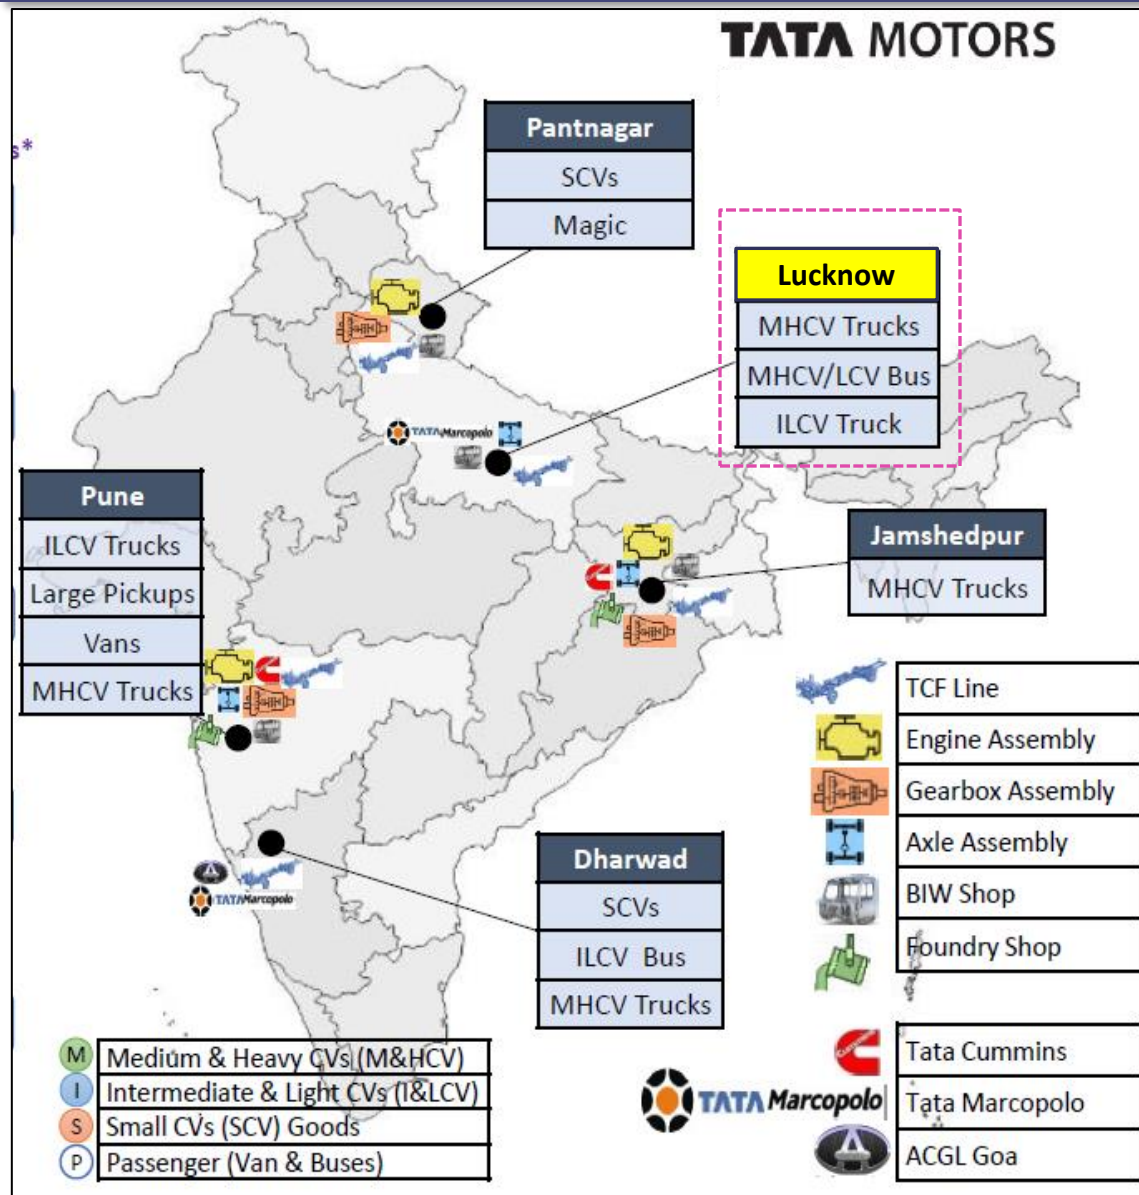 TATA MOTORS
s*
Pantnagar
SCVs
Magic
Lucknow
MHCV Trucks
MHCV/LCV Bus
ILCV Truck
TATA Marcopolo
Pune
ILCV Trucks
Large Pickups
Vans
MHCV Trucks
Jamshedpur
MHCV Trucks
TCF Line
Engine Assembly
Gearbox Assembly
Axle Assembly
BIW Shop
Foundry Shop
Dharwad
SCVs
ILCV Bus
MHCV Trucks
TATA Marcopolo
M Medium & Heavy CVs (M&HCV)
I Intermediate & Light CVs (I&LCV)
S Small CVs (SCV) Goods
P Passenger (Van & Buses)
Tata Cummins
TATA Marcopolo Tata Marcopolo
ACGL Goa